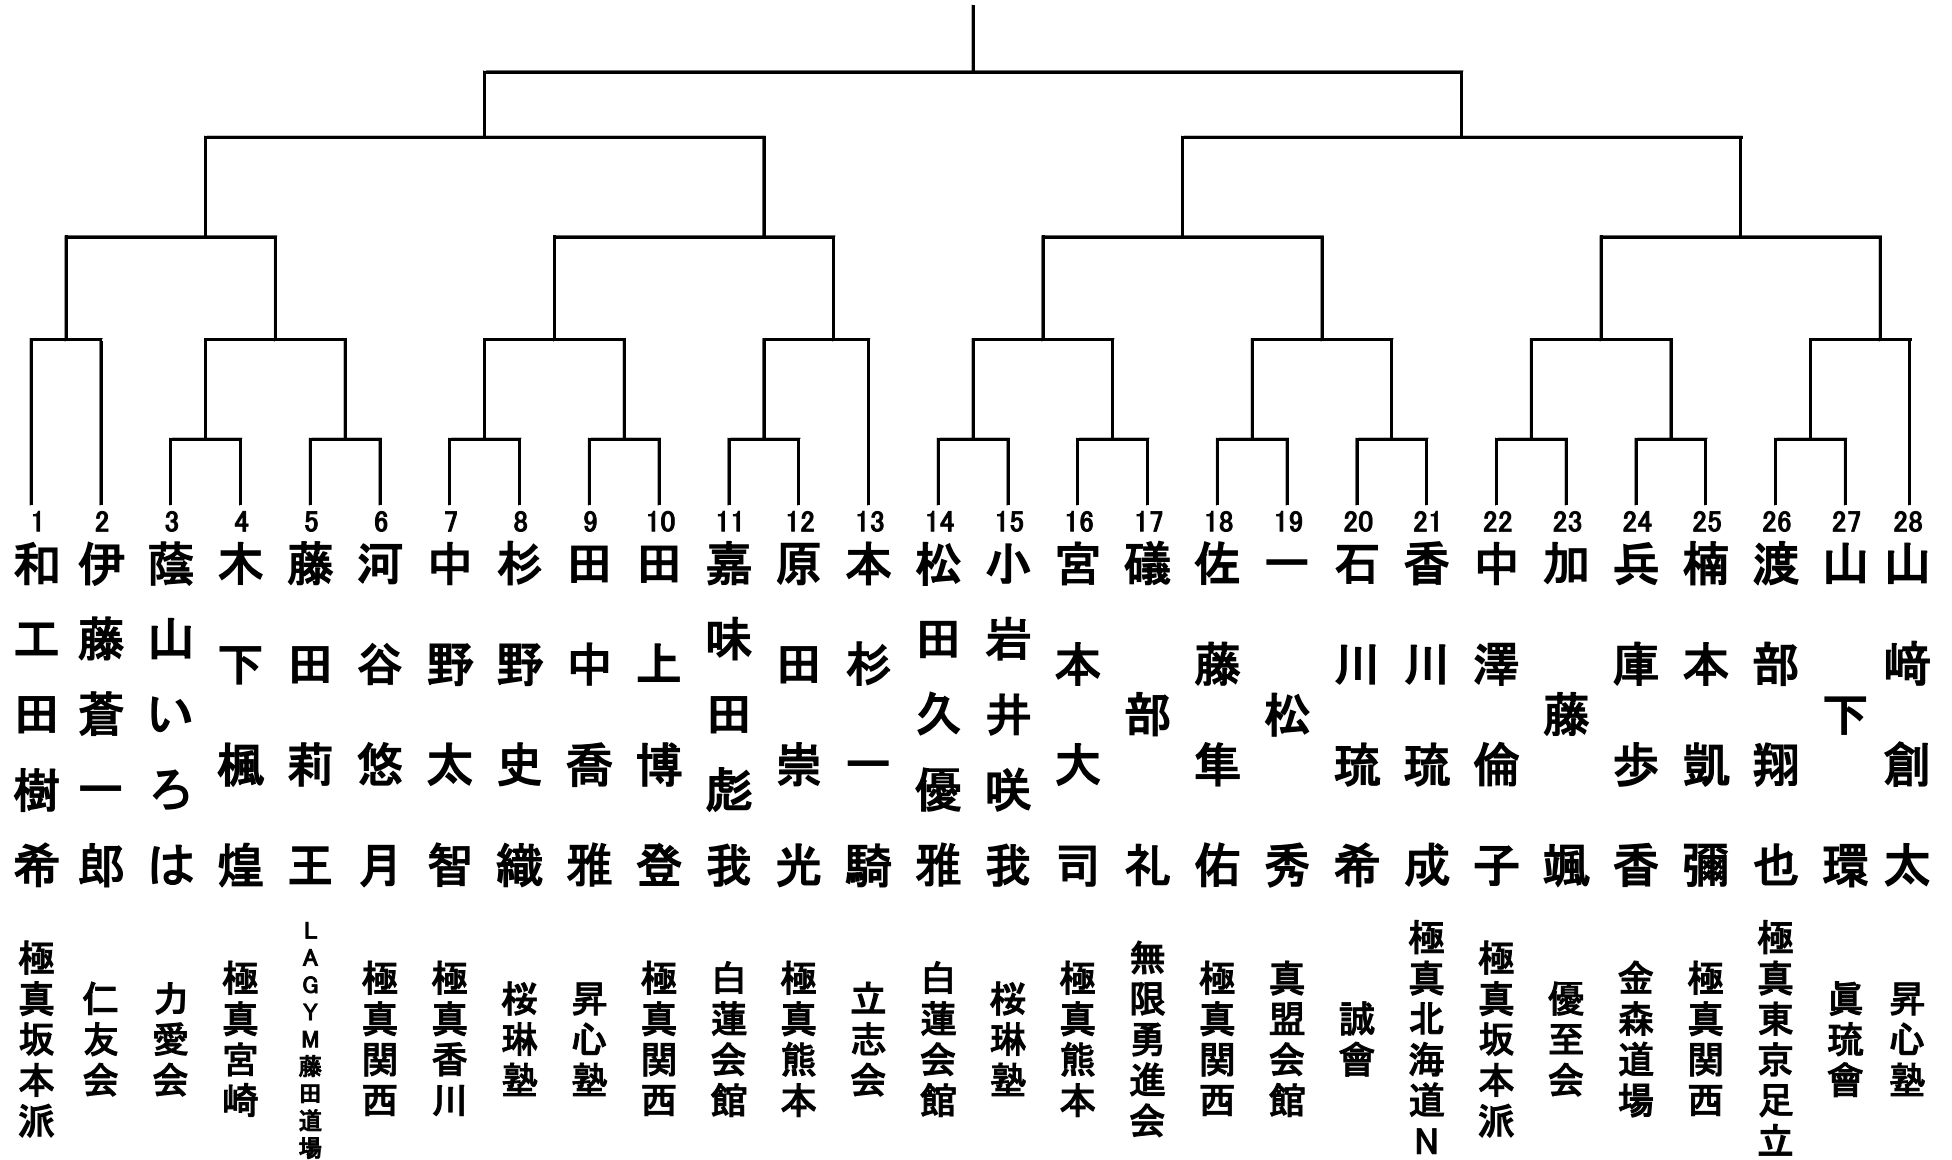 1
和工田樹希
極真坂本派
2
伊藤蒼一郎
仁友会
3
蔭山いろは
力愛会
4
木下楓煌
極真宮崎
5
藤田莉王
LAGYM藤田道場
6
河谷悠月
極真関西
7
中野太智
極真香川
8
杉野史織
桜琳塾
9
田中喬雅
昇心塾
10
田上博登
極真関西
11
嘉味田彪我
白蓮会館
12
原田崇光
極真熊本
13
本杉一騎
立志会
14
松田久優雅
白蓮会館
15
小岩井咲我
桜琳塾
16
宮本大司
極真熊本
17
礒部礼
無限勇進会
18
佐藤隼佑
極真関西
19
一松秀
真盟会館
20
石川琉希
誠會
21
香川琉成
極真北海道N
22
中澤倫子
極真坂本派
23
加藤颯
優至会
24
兵庫歩香
金森道場
25
楠本凱彌
極真関西
26
渡部翔也
極真東京足立
27
山下環
眞琉會
28
山﨑創太
昇心塾